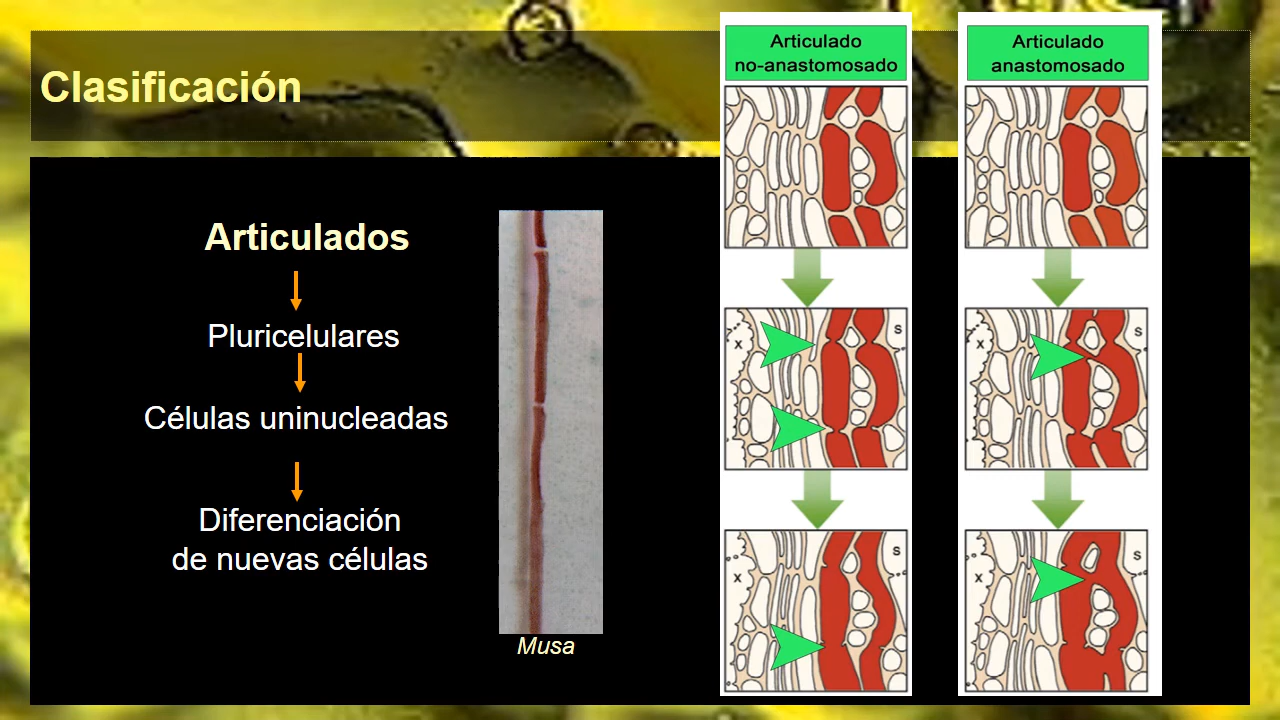 Clasificación
Articulados
Pluricelulares
Células uninucleadas
Diferenciación
de nuevas células
Musa
Articulado
no-anastomosado
x
s
x
s
Articulado
anastomosado
x
s
x
s